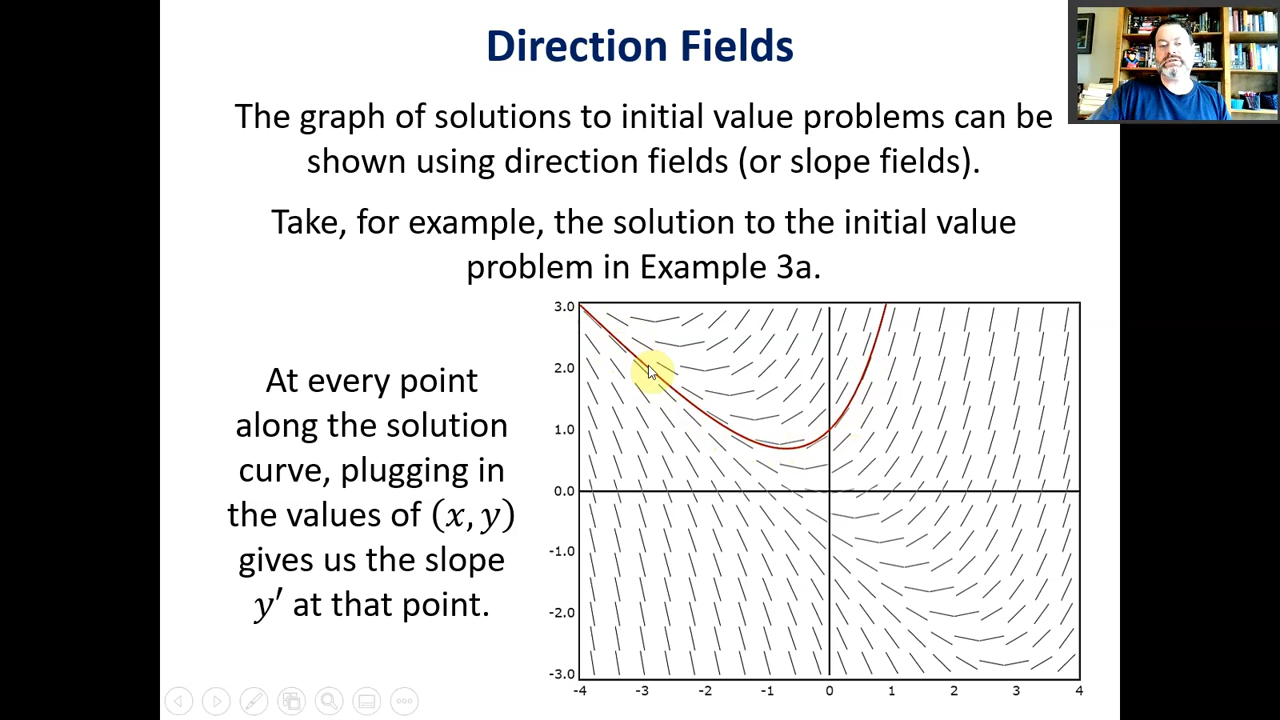 Direction Fields
The graph of solutions to initial value problems can be
shown using direction fields (or slope fields).
Take, for example, the solution to the initial value
problem in Example 3a.
At every point
along the solution
curve, plugging in
the values of (x, y)
gives us the slope
y′ at that point.
3.0
2.0
1.0
0.0
-1.0
-2.0
-3.0
-4 -3 -2 -1 0 1 2 3 4